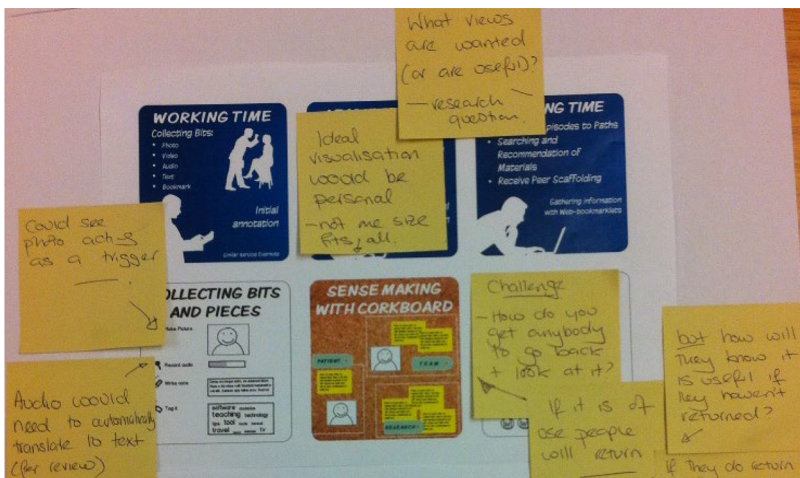 What views
are wanted
(or are useful)?
— research
question.
WORKING TIME
Collecting Bits:
• Photo
• Video
• Audio
• Text
• Bookmark
Initial
annotation
Ideal
visualisation
would be
personal
— not one size
fits all.
NG TIME
Episodes to Paths
• Searching and
Recommendation of
Materials
• Receive Peer Scaffolding
Gathering information
with Web-bookmarklets
Could see
photo acting
as a trigger
OLLECTING BITS
AND PIECES
Picture
Record audio
Write note
Tag it
software
teaching technology
tool
travel
tv
Audio would
need to automatically
translate to text
(for review)
SENSE MAKING
WITH CORKBOARD
PATIENT
TEAM
RESEARCH
Challenge
— How do you
get anybody
to go back
+ look at it?
If it is of
use people
will return
but how will
they know it
is useful if
they haven't
returned?
If they do return